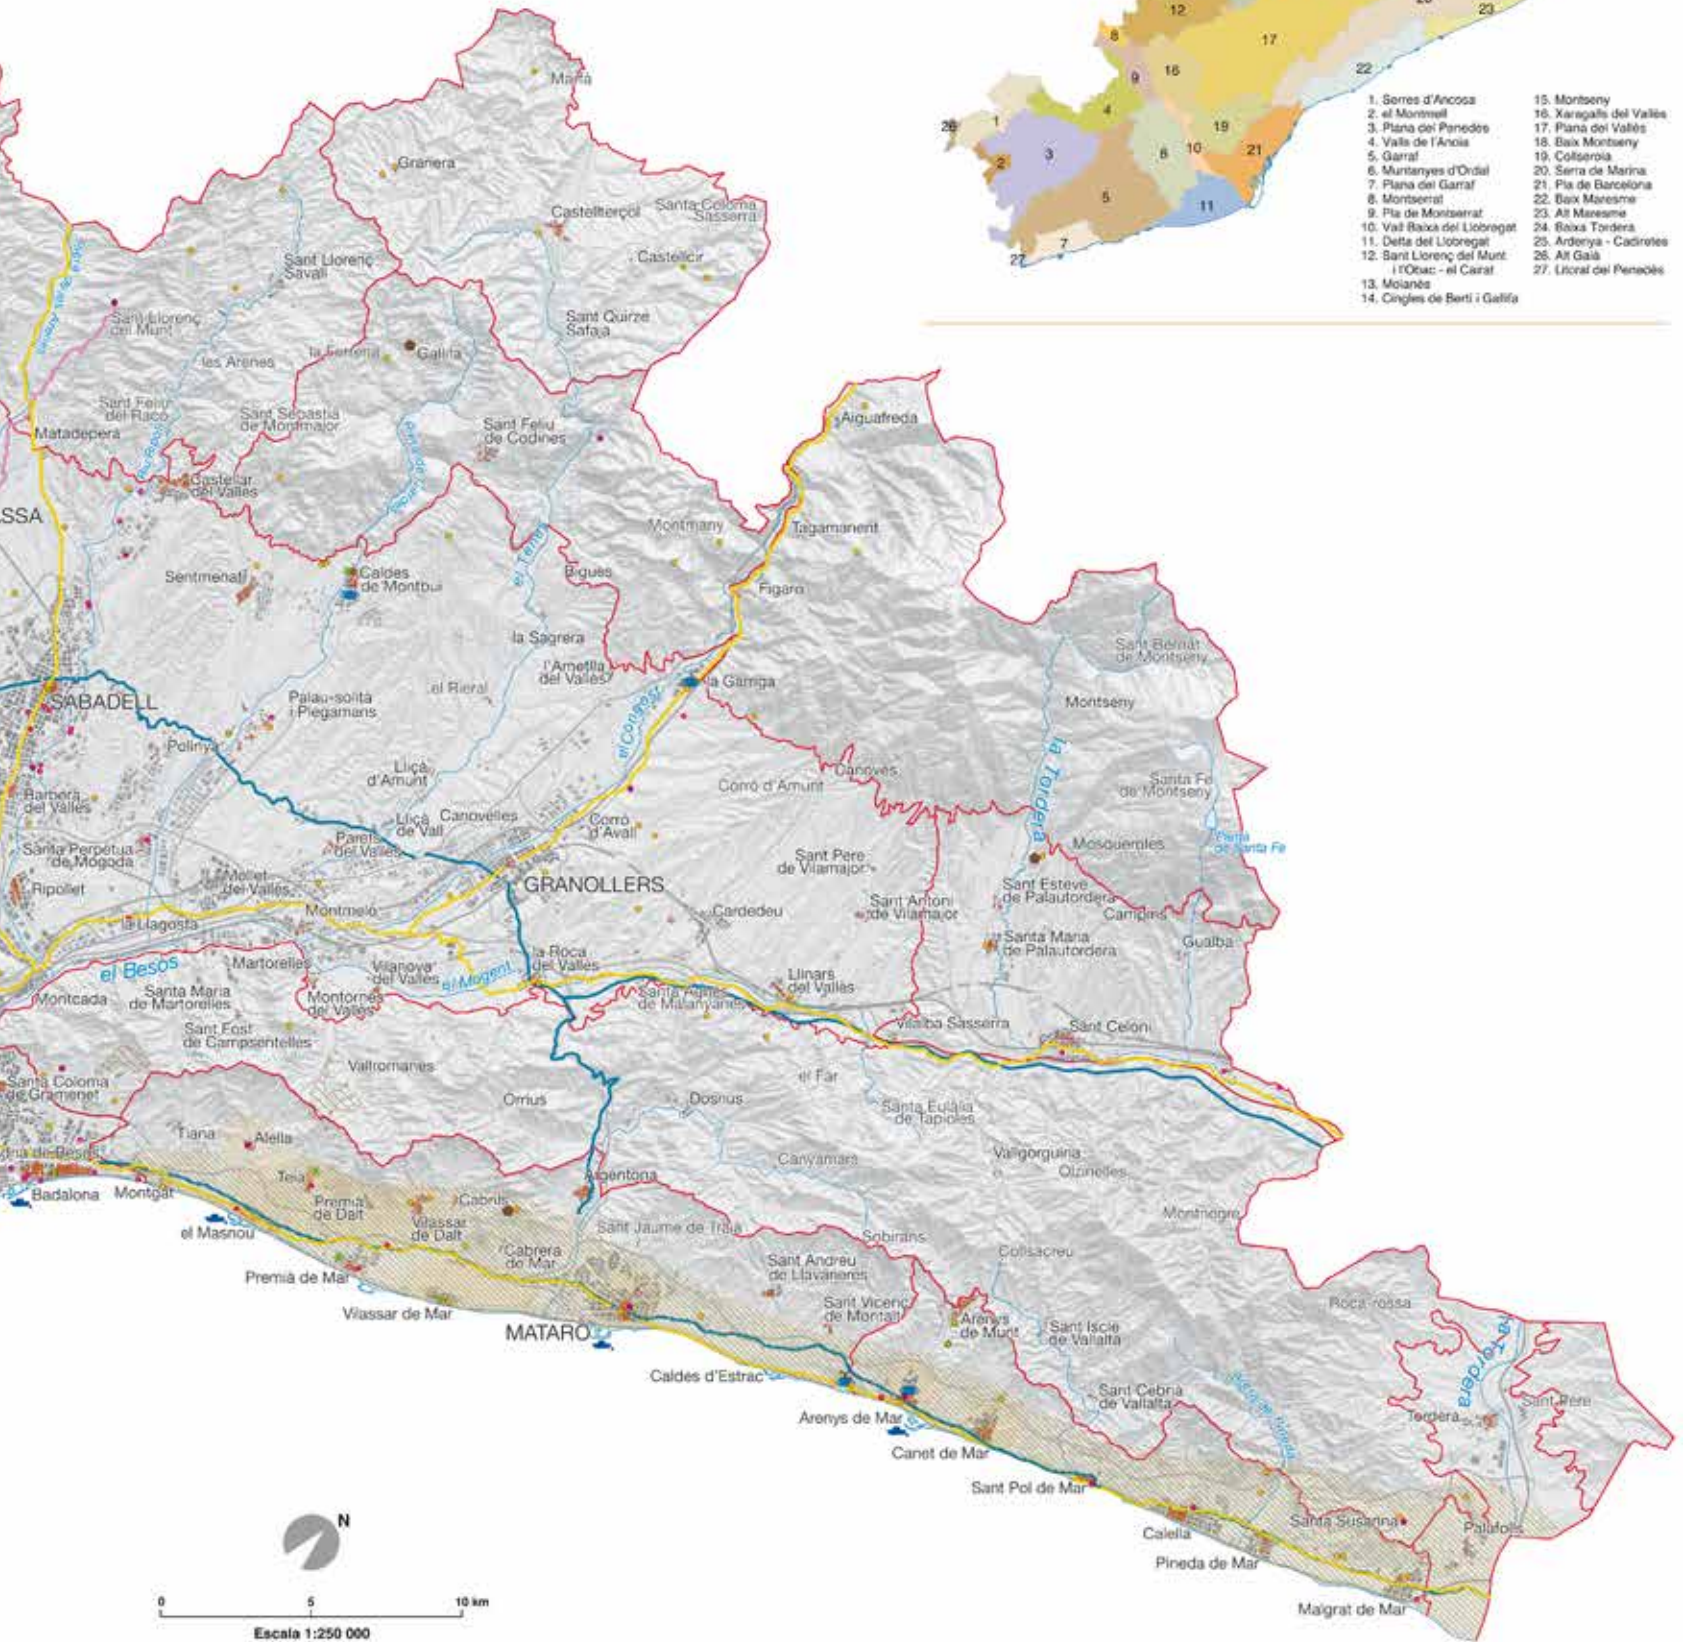 12
23
8
17
9
16
22
4
1
26
19
3
2
8
10
21
5
11
7
27
1. Serres d'Ancosa
2. el Montmell
3. Plana del Penedès
4. Valls de l'Anoia
5. Garraf
6. Muntanyes d'Ordal
7. Plana del Garraf
8. Montserrat
9. Pla de Montserrat
10. Vall Baixa del Llobregat
11. Delta del Llobregat
12. Sant Llorenç del Munt
i l'Obac - el Cairat
13. Moianès
14. Cingles de Bertí i Gallifa
15. Montseny
16. Xaragalls del Vallès
17. Plana del Vallès
18. Baix Montseny
19. Collserola
20. Serra de Marina
21. Pla de Barcelona
22. Baix Maresme
23. Alt Maresme
24. Baixa Tordera
25. Ardenya - Cadiretes
26. Alt Gaià
27. Litoral del Penedès
Marfà
Granera
Castellterçol
Santa Coloma
Sasserra
Castellcir
Sant Llorenç
Savall
Sant Llorenç
del Munt
Sant Quirze
Safaja
les Arenes
la Ferreria
Gallifa
Riera de les Arenes
Sant Feliu
del Racó
Sant Sebastià
de Montmajor
Sant Feliu
de Codines
Aiguafreda
Matadepera
Riu Ripoll
Riera de Caldes
Castellar
del Vallès
SSA
Montmany
Tagamanent
el Tenes
Sentmenat
Caldes
de Montbui
Bigues
Figaró
la Sagrera
Sant Bernat
de Montseny
l'Ametlla
del Vallès
el Rieral
la Garriga
SABADELL
Palau-solità
i Plegamans
el Congost
Montseny
Polinyà
la Tordera
Lliçà
d'Amunt
Corró d'Amunt
Cànoves
Santa Fe
de Montseny
Barberà
del Vallès
Lliçà
de Vall
Canovelles
Corró
d'Avall
Parets
del Vallès
Santa Perpètua
de Mogoda
Mosqueroles
Riera
de Santa Fe
Sant Pere
de Vilamajor
Ripollet
Mollet
del Vallès
GRANOLLERS
Sant Esteve
de Palautordera
Montmeló
Cardedeu
Sant Antoni
de Vilamajor
Campins
la Llagosta
Santa Maria
de Palautordera
Gualba
el Besòs
Martorelles
Vilanova
del Vallès
el Mogent
la Roca
del Vallès
Llinars
del Vallès
Montcada
Santa Maria
de Martorelles
Montornès
del Vallès
Santa Agnès
de Malanyanes
Sant Fost
de Campsentelles
Vilalba Sasserra
Sant Celoni
Vallromanes
el Far
Santa Coloma
de Gramenet
Òrrius
Dosrius
Santa Eulàlia
de Tapioles
Tiana
Alella
Vallgorguina
Olzinelles
Canyamars
Badalona
Montgat
Teià
Premià
de Dalt
Vilassar
de Dalt
Cabrils
Argentona
Montnegre
el Masnou
Sant Jaume de Traià
Sobirans
Collsacreu
Cabrera
de Mar
Sant Andreu
de Llavaneres
Premià de Mar
Vilassar de Mar
Sant Vicenç
de Montalt
Arenys
de Munt
Sant Iscle
de Vallalta
Roca-rossa
MATARÓ
la Tordera
Caldes d'Estrac
Riera de Pineda
Sant Cebrià
de Vallalta
Tordera
Sant Pere
Arenys de Mar
Canet de Mar
Sant Pol de Mar
Santa Susanna
Palafolls
Calella
Pineda de Mar
Malgrat de Mar
N
0
5
10 km
Escala 1:250 000